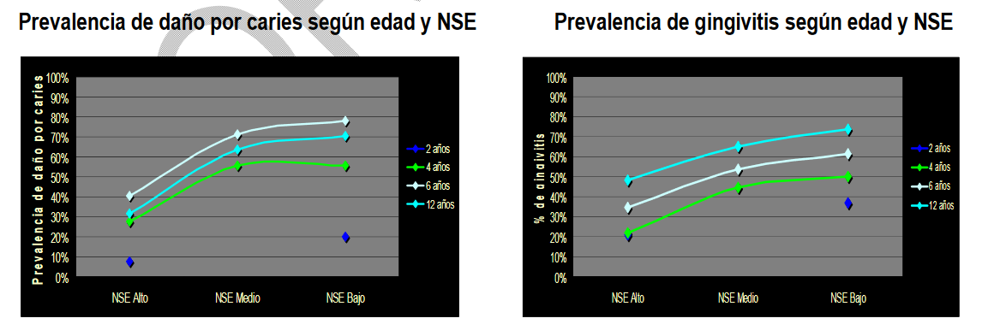 Prevalencia de daño por caries según edad y NSE
Prevalencia de daño por caries
100%
90%
80%
70%
60%
50%
40%
30%
20%
10%
0%
NSE Alto
NSE Medio
NSE Bajo
2 años
4 años
6 años
12 años
Prevalencia de gingivitis según edad y NSE
% de gingivitis
100%
90%
80%
70%
60%
50%
40%
30%
20%
10%
0%
NSE Alto
NSE Medio
NSE Bajo
2 años
4 años
6 años
12 años